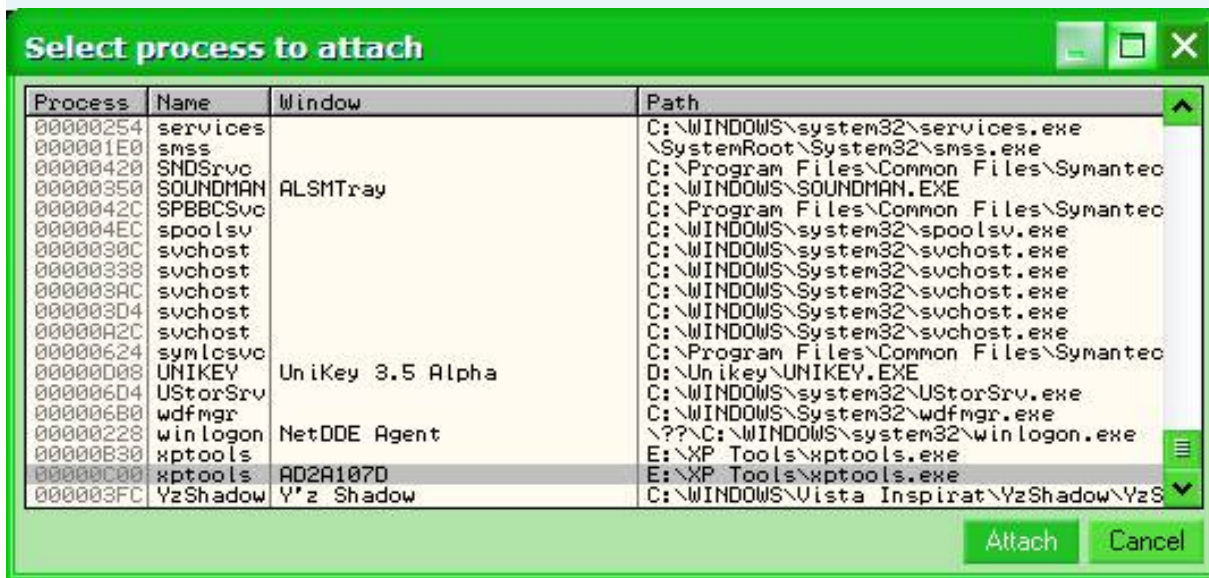 Select process to attach
Process Name Window Path
00000254 services C:\WINDOWS\system32\services.exe
000001E0 smss \SystemRoot\System32\smss.exe
00000420 SNDSrvc C:\Program Files\Common Files\Symantec
00000350 SOUNDMAN ALSMTray C:\WINDOWS\SOUNDMAN.EXE
0000042C SPBBCSvc C:\Program Files\Common Files\Symantec
000004EC spoolsv C:\WINDOWS\system32\spoolsv.exe
0000030C svchost C:\WINDOWS\system32\svchost.exe
00000338 svchost C:\WINDOWS\System32\svchost.exe
000003AC svchost C:\WINDOWS\System32\svchost.exe
000003D4 svchost C:\WINDOWS\System32\svchost.exe
00000A2C svchost C:\WINDOWS\System32\svchost.exe
00000624 symlcsvc C:\Program Files\Common Files\Symantec
00000D08 UNIKEY UniKey 3.5 Alpha D:\Unikey\UNIKEY.EXE
000006D4 UStorSrv C:\WINDOWS\system32\UStorSrv.exe
000006B0 wdfmgr C:\WINDOWS\System32\wdfmgr.exe
00000228 winlogon NetDDE Agent \??\C:\WINDOWS\system32\winlogon.exe
00000B30 xptools E:\XP Tools\xptools.exe
00000C00 xptools AD2A107D E:\XP Tools\xptools.exe
000003FC YzShadow Y'z Shadow C:\WINDOWS\Vista Inspirat\YzShadow\YzS
Attach Cancel